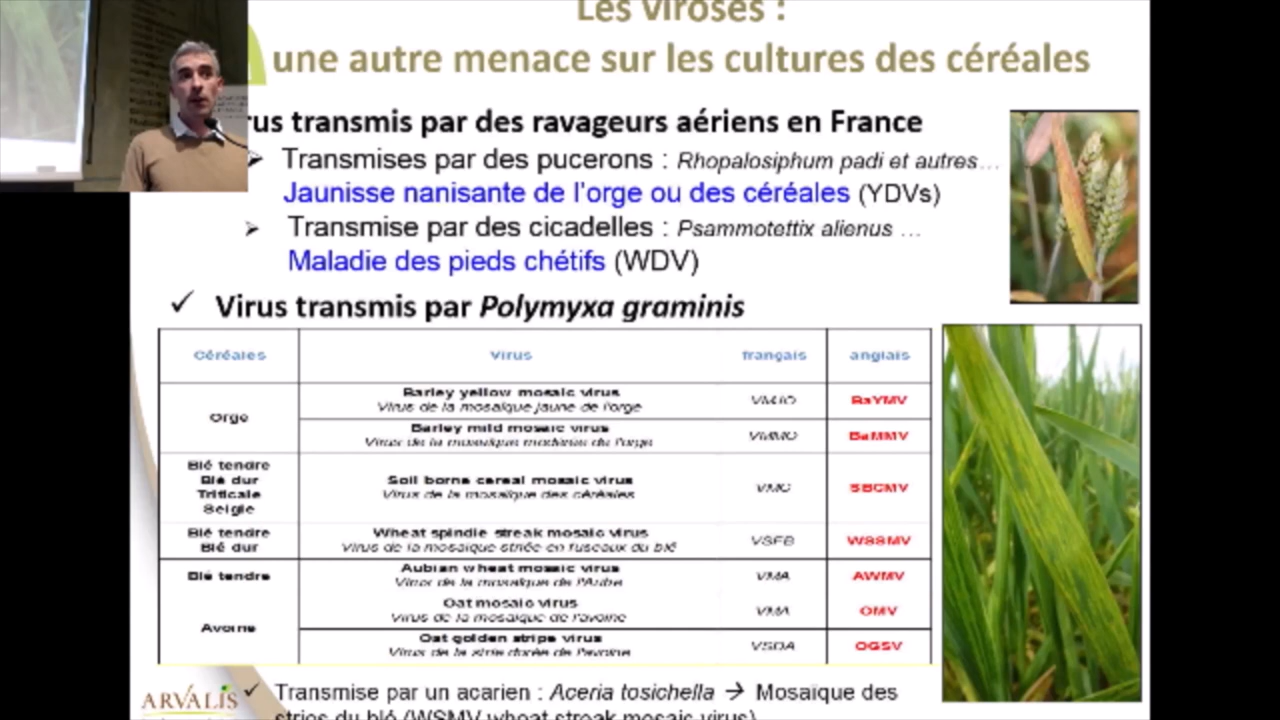 Les viroses :
une autre menace sur les cultures des céréales
rus transmis par des ravageurs aériens en France
Transmises par des pucerons : Rhopalosiphum padi et autres…
Jaunisse nanisante de l'orge ou des céréales (YDVs)
Transmise par des cicadelles : Psammotettix alienus …
Maladie des pieds chétifs (WDV)
Virus transmis par Polymyxa graminis
Céréales Virus français anglais
Orge
Barley yellow mosaic virus
Virus de la mosaïque jaune de l'orge
VMJO BaYMV
Barley mild mosaic virus
Virus de la mosaïque modérée de l'orge
VMMO BaMMV
Blé tendre
Blé dur
Triticale
Seigle
Soil borne cereal mosaic virus
Virus de la mosaïque des céréales
VMC SBCMV
Blé tendre
Blé dur
Wheat spindle streak mosaic virus
Virus de la mosaïque striée en fuseaux du blé
VSFB WSSMV
Blé tendre
Aubian wheat mosaic virus
Virus de la mosaïque de l'Aube
VMA AWMV
Avoine
Oat mosaic virus
Virus de la mosaïque de l'avoine
VMA OMV
Oat golden stripe virus
Virus de la strie dorée de l'avoine
VSDA OGSV
Transmise par un acarien : Aceria tosichella → Mosaïque des
stries du blé (WSMV wheat streak mosaic virus)
ARVALIS